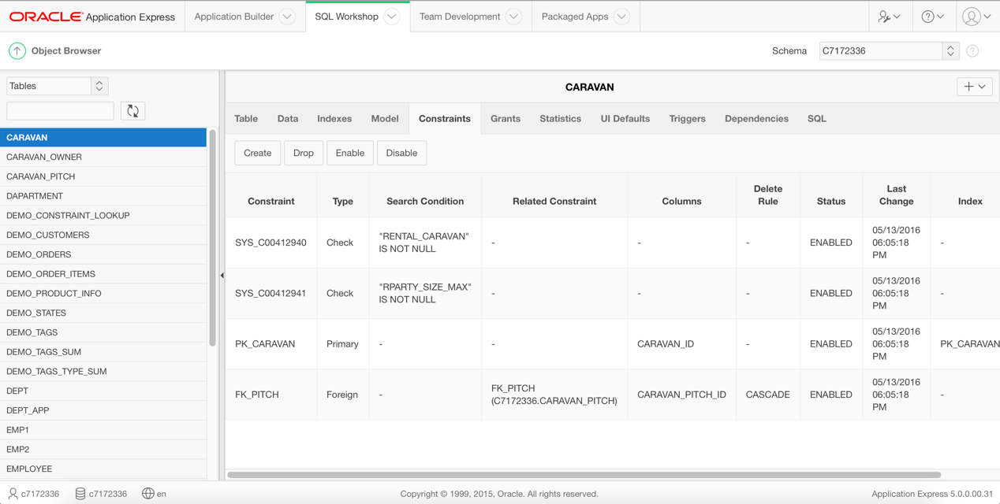 ORACLE Application Express Application Builder SQL Workshop Team Development Packaged Apps
Object Browser Schema C7172336
Tables
CARAVAN
CARAVAN_OWNER
CARAVAN_PITCH
DAPARTMENT
DEMO_CONSTRAINT_LOOKUP
DEMO_CUSTOMERS
DEMO_ORDERS
DEMO_ORDER_ITEMS
DEMO_PRODUCT_INFO
DEMO_STATES
DEMO_TAGS
DEMO_TAGS_SUM
DEMO_TAGS_TYPE_SUM
DEPT
DEPT_APP
EMP1
EMP2
EMPLOYEE
CARAVAN
Table Data Indexes Model Constraints Grants Statistics UI Defaults Triggers Dependencies SQL
Create Drop Enable Disable
Constraint Type Search Condition Related Constraint Columns Delete Rule Status Last Change Index
SYS_C00412940 Check "RENTAL_CARAVAN" IS NOT NULL - - - ENABLED 05/13/2016 06:05:18 PM -
SYS_C00412941 Check "RPARTY_SIZE_MAX" IS NOT NULL - - - ENABLED 05/13/2016 06:05:18 PM -
PK_CARAVAN Primary - - CARAVAN_ID - ENABLED 05/13/2016 06:05:18 PM PK_CARAVAN
FK_PITCH Foreign - FK_PITCH (C7172336.CARAVAN_PITCH) CARAVAN_PITCH_ID CASCADE ENABLED 05/13/2016 06:05:18 PM -
c7172336 c7172336 en Copyright © 1999, 2015, Oracle. All rights reserved. Application Express 5.0.0.00.31